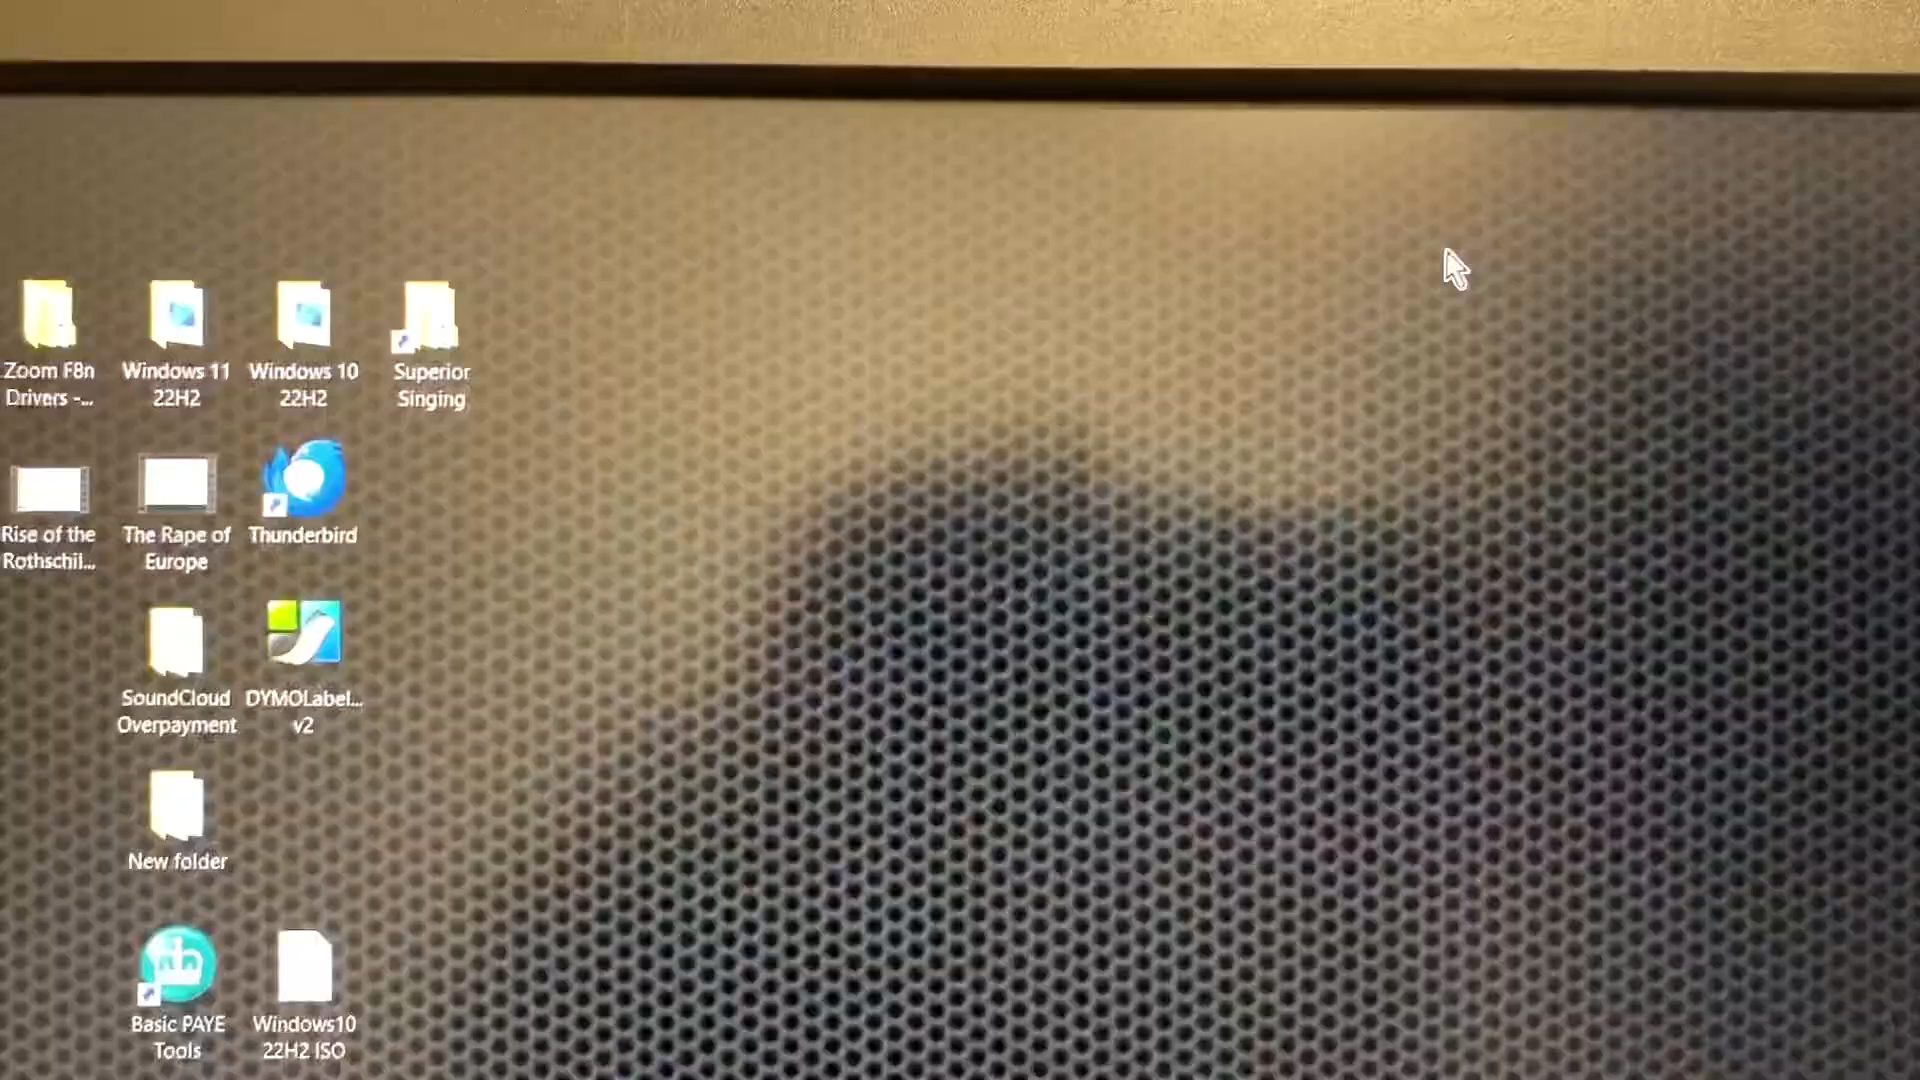 Zoom F8n
Drivers -...
Windows 11
22H2
Windows 10
22H2
Superior
Singing
Rise of the
Rothschil...
The Rape of
Europe
Thunderbird
SoundCloud
Overpayment
DYMOLabel...
v2
New folder
Basic PAYE
Tools
Windows10
22H2 ISO